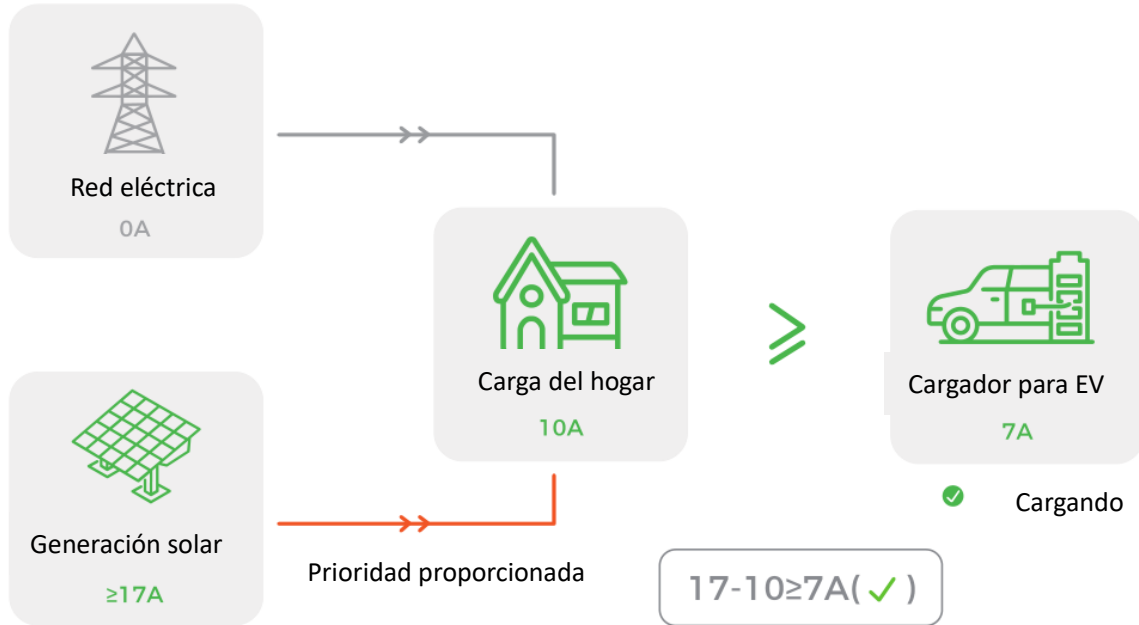 Red eléctrica
0A
Carga del hogar
10A
Cargador para EV
7A
Cargando
Generación solar
≥17A
Prioridad proporcionada
17-10≥7A( ✓ )